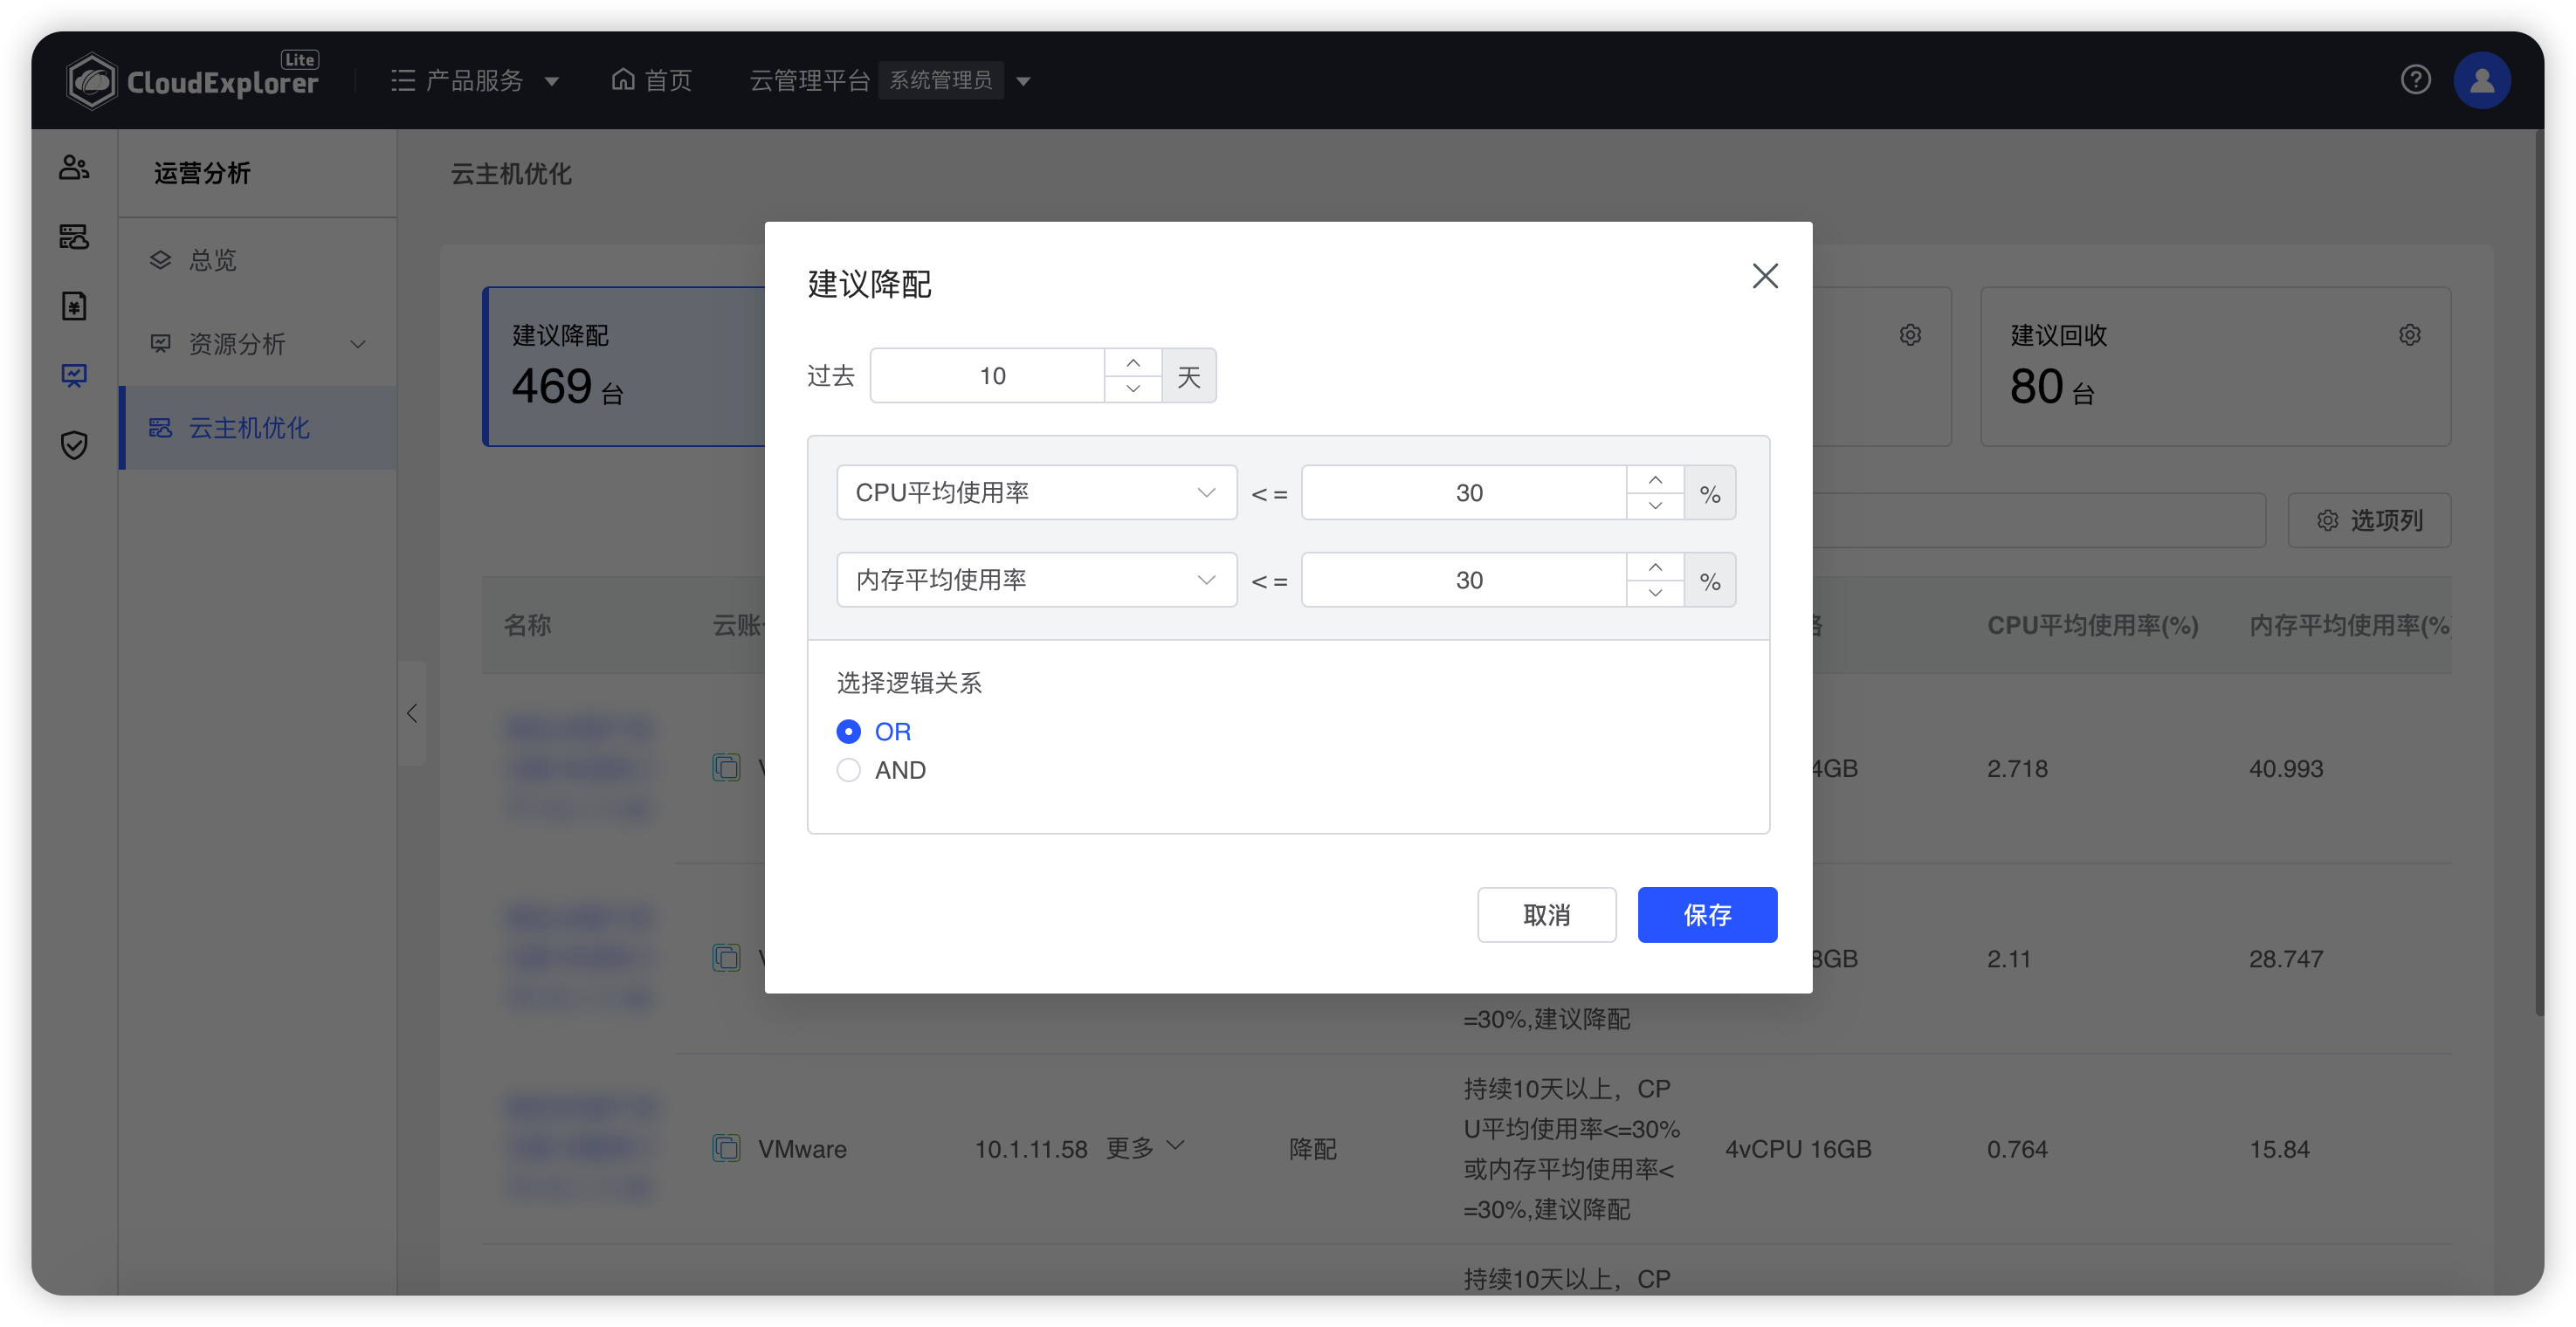 CloudExplorer Lite
产品服务
首页
云管理平台 系统管理员
运营分析
总览
资源分析
云主机优化
云主机优化
建议降配
469 台
建议回收
80 台
选项列
名称
云账
CPU平均使用率(%)
内存平均使用率(%
建议降配
过去 10 天
CPU平均使用率 <= 30 %
内存平均使用率 <= 30 %
选择逻辑关系
OR
AND
取消
保存
4GB 2.718 40.993
8GB 2.11 28.747
=30%,建议降配
VMware 10.1.11.58 更多 降配
持续10天以上，CP
U平均使用率<=30%
或内存平均使用率<
=30%,建议降配
4vCPU 16GB 0.764 15.84
持续10天以上，CP